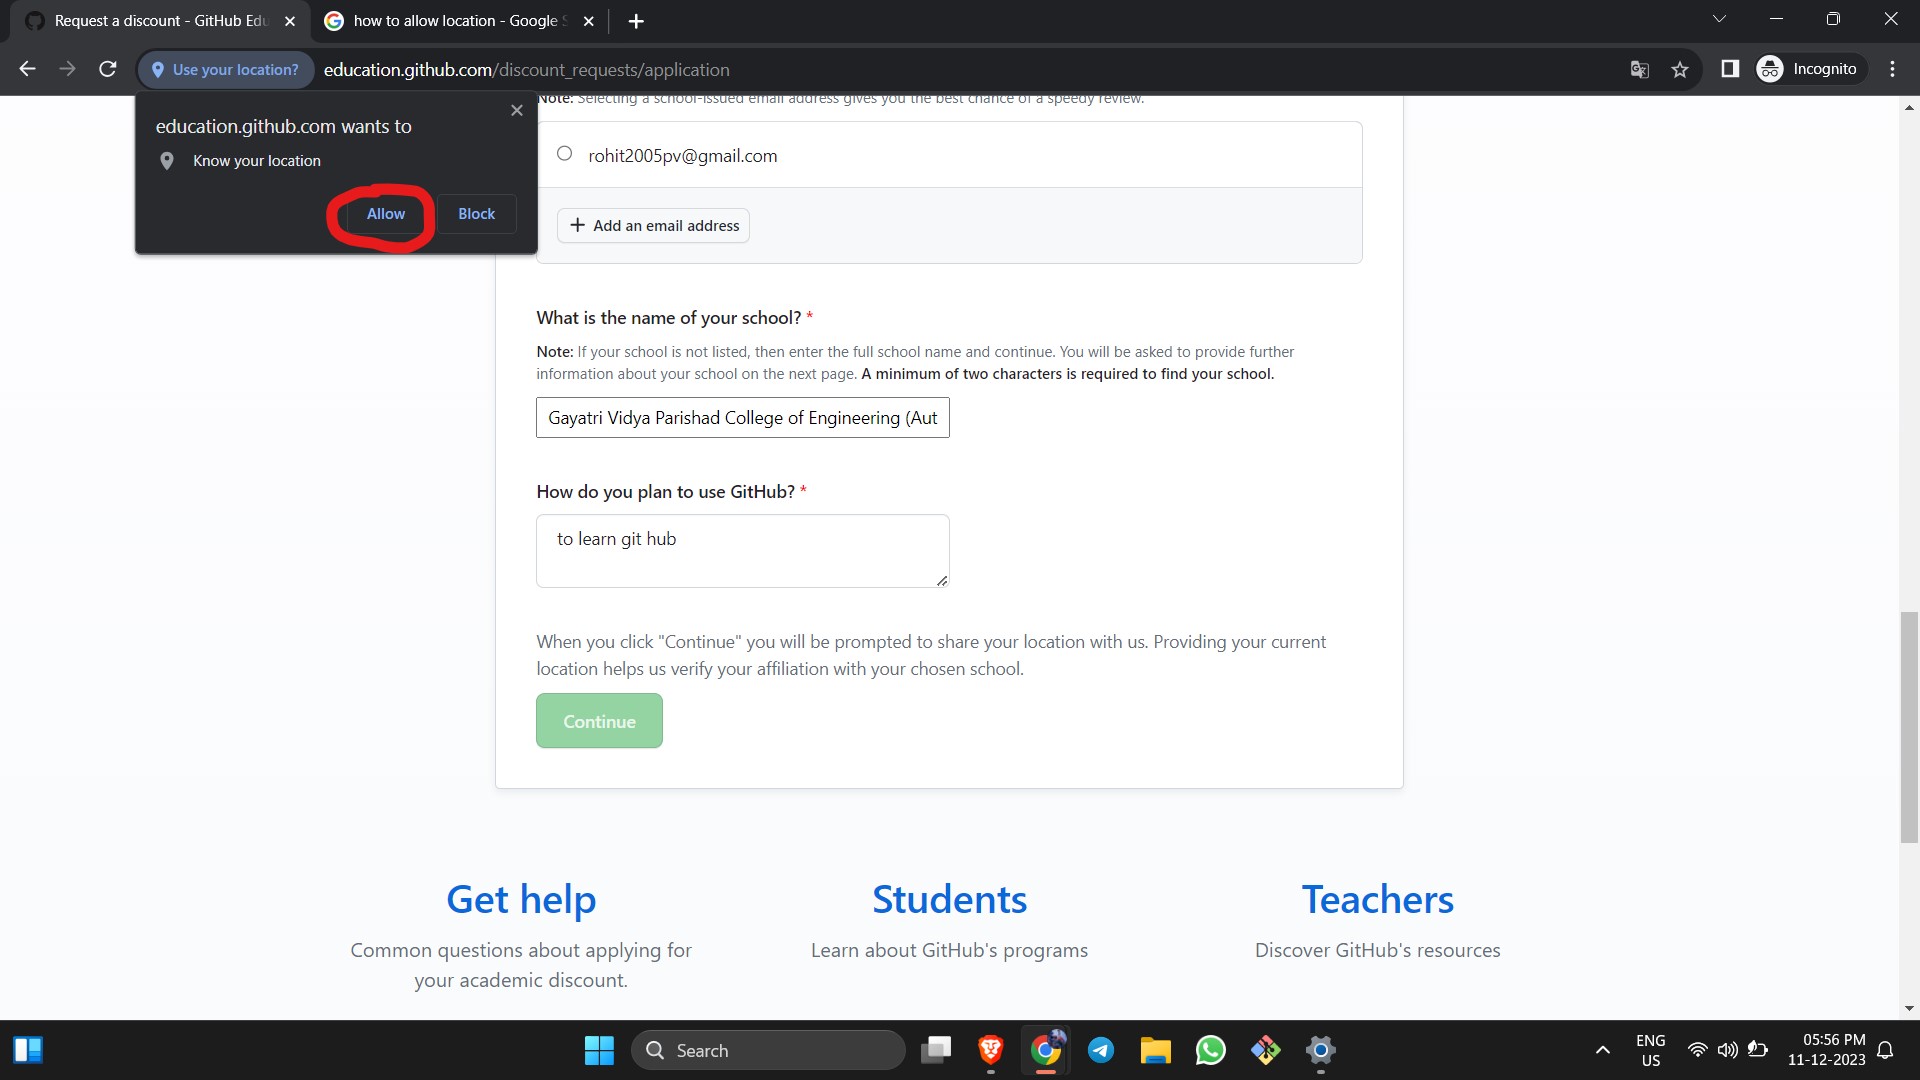 Request a discount - GitHub Edu
how to allow location - Google S
Use your location?
education.github.com/discount_requests/application
Incognito
education.github.com wants to
Know your location
Allow
Block
Note: Selecting a school-issued email address gives you the best chance of a speedy review.
rohit2005pv@gmail.com
Add an email address
What is the name of your school? *
Note: If your school is not listed, then enter the full school name and continue. You will be asked to provide further
information about your school on the next page. A minimum of two characters is required to find your school.
Gayatri Vidya Parishad College of Engineering (Aut
How do you plan to use GitHub? *
to learn git hub
When you click "Continue" you will be prompted to share your location with us. Providing your current
location helps us verify your affiliation with your chosen school.
Continue
Get help
Common questions about applying for
your academic discount.
Students
Learn about GitHub's programs
Teachers
Discover GitHub's resources
Search
ENG
US
05:56 PM
11-12-2023